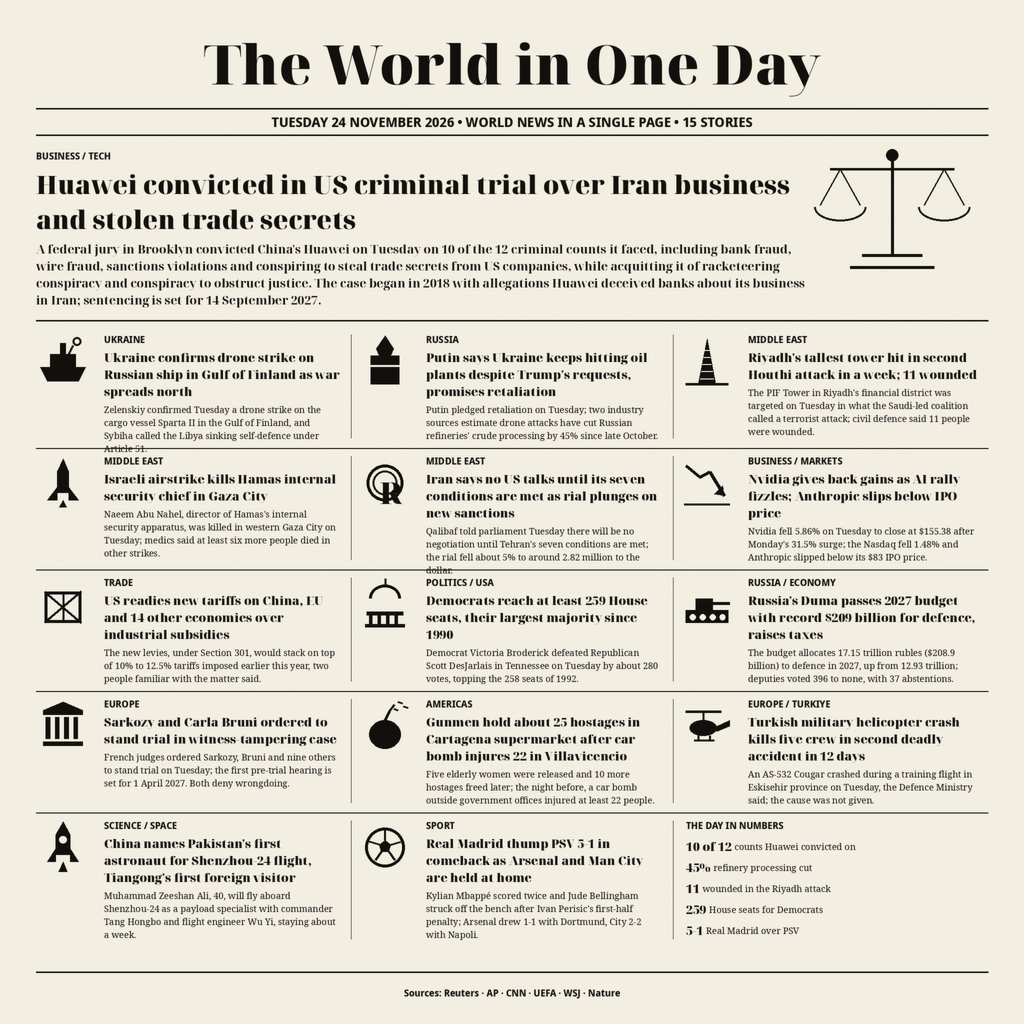 The World in One Day
TUESDAY 24 NOVEMBER 2026 • WORLD NEWS IN A SINGLE PAGE • 15 STORIES
BUSINESS / TECH
Huawei convicted in US criminal trial over Iran business
and stolen trade secrets
A federal jury in Brooklyn convicted China's Huawei on Tuesday on 10 of the 12 criminal counts it faced, including bank fraud,
wire fraud, sanctions violations and conspiring to steal trade secrets from US companies, while acquitting it of racketeering
conspiracy and conspiracy to obstruct justice. The case began in 2018 with allegations Huawei deceived banks about its business
in Iran; sentencing is set for 14 September 2027.
UKRAINE
Ukraine confirms drone strike on
Russian ship in Gulf of Finland as war
spreads north
Zelenskiy confirmed Tuesday a drone strike on the
cargo vessel Sparta II in the Gulf of Finland, and
Sybiha called the Libya sinking self-defence under
Article 51.
RUSSIA
Putin says Ukraine keeps hitting oil
plants despite Trump's requests,
promises retaliation
Putin pledged retaliation on Tuesday; two industry
sources estimate drone attacks have cut Russian
refineries' crude processing by 45% since late October.
MIDDLE EAST
Riyadh's tallest tower hit in second
Houthi attack in a week; 11 wounded
The PIF Tower in Riyadh's financial district was
targeted on Tuesday in what the Saudi-led coalition
called a terrorist attack; civil defence said 11 people
were wounded.
MIDDLE EAST
Israeli airstrike kills Hamas internal
security chief in Gaza City
Naeem Abu Nahel, director of Hamas's internal
security apparatus, was killed in western Gaza City on
Tuesday; medics said at least six more people died in
other strikes.
R
MIDDLE EAST
Iran says no US talks until its seven
conditions are met as rial plunges on
new sanctions
Qalibaf told parliament Tuesday there will be no
negotiation until Tehran's seven conditions are met;
the rial fell about 5% to around 2.82 million to the
dollar.
BUSINESS / MARKETS
Nvidia gives back gains as AI rally
fizzles; Anthropic slips below IPO
price
Nvidia fell 5.86% on Tuesday to close at $155.38 after
Monday's 31.5% surge; the Nasdaq fell 1.48% and
Anthropic slipped below its $83 IPO price.
TRADE
US readies new tariffs on China, EU
and 14 other economies over
industrial subsidies
The new levies, under Section 301, would stack on top
of 10% to 12.5% tariffs imposed earlier this year, two
people familiar with the matter said.
POLITICS / USA
Democrats reach at least 259 House
seats, their largest majority since
1990
Democrat Victoria Broderick defeated Republican
Scott DesJarlais in Tennessee on Tuesday by about 280
votes, topping the 258 seats of 1992.
RUSSIA / ECONOMY
Russia's Duma passes 2027 budget
with record $209 billion for defence,
raises taxes
The budget allocates 17.15 trillion rubles ($208.9
billion) to defence in 2027, up from 12.93 trillion;
deputies voted 396 to none, with 37 abstentions.
EUROPE
Sarkozy and Carla Bruni ordered to
stand trial in witness-tampering case
French judges ordered Sarkozy, Bruni and nine others
to stand trial on Tuesday; the first pre-trial hearing is
set for 1 April 2027. Both deny wrongdoing.
AMERICAS
Gunmen hold about 25 hostages in
Cartagena supermarket after car
bomb injures 22 in Villavicencio
Five elderly women were released and 10 more
hostages freed later; the night before, a car bomb
outside government offices injured at least 22 people.
EUROPE / TURKIYE
Turkish military helicopter crash
kills five crew in second deadly
accident in 12 days
An AS-532 Cougar crashed during a training flight in
Eskisehir province on Tuesday, the Defence Ministry
said; the cause was not given.
SCIENCE / SPACE
China names Pakistan's first
astronaut for Shenzhou-24 flight,
Tiangong's first foreign visitor
Muhammad Zeeshan Ali, 40, will fly aboard
Shenzhou-24 as a payload specialist with commander
Tang Hongbo and flight engineer Wu Yi, staying about
a week.
SPORT
Real Madrid thump PSV 5-1 in
comeback as Arsenal and Man City
are held at home
Kylian Mbappé scored twice and Jude Bellingham
struck off the bench after Ivan Perisic's first-half
penalty; Arsenal drew 1-1 with Dortmund, City 2-2
with Napoli.
THE DAY IN NUMBERS
10 of 12 counts Huawei convicted on
45% refinery processing cut
11 wounded in the Riyadh attack
259 House seats for Democrats
5-1 Real Madrid over PSV
Sources: Reuters · AP · CNN · UEFA · WSJ · Nature